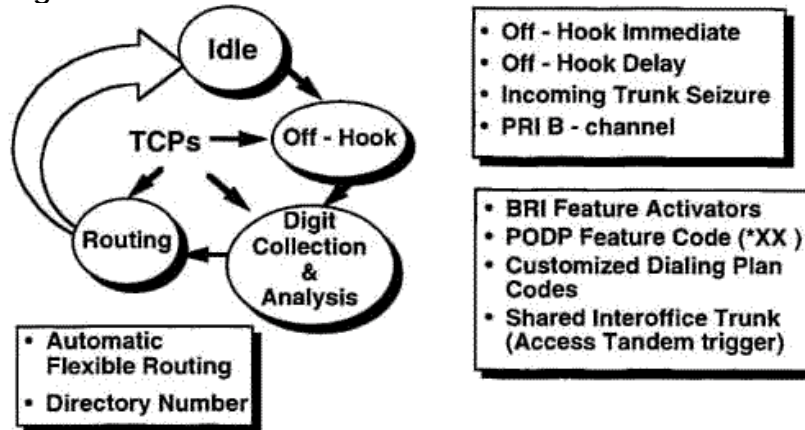 Idle
TCPs
Off - Hook
Routing
Digit
Collection
&
Analysis
• Off - Hook Immediate
• Off - Hook Delay
• Incoming Trunk Seizure
• PRI B - channel
• BRI Feature Activators
• PODP Feature Code (*XX )
• Customized Dialing Plan
Codes
• Shared Interoffice Trunk
(Access Tandem trigger)
• Automatic
Flexible Routing
• Directory Number